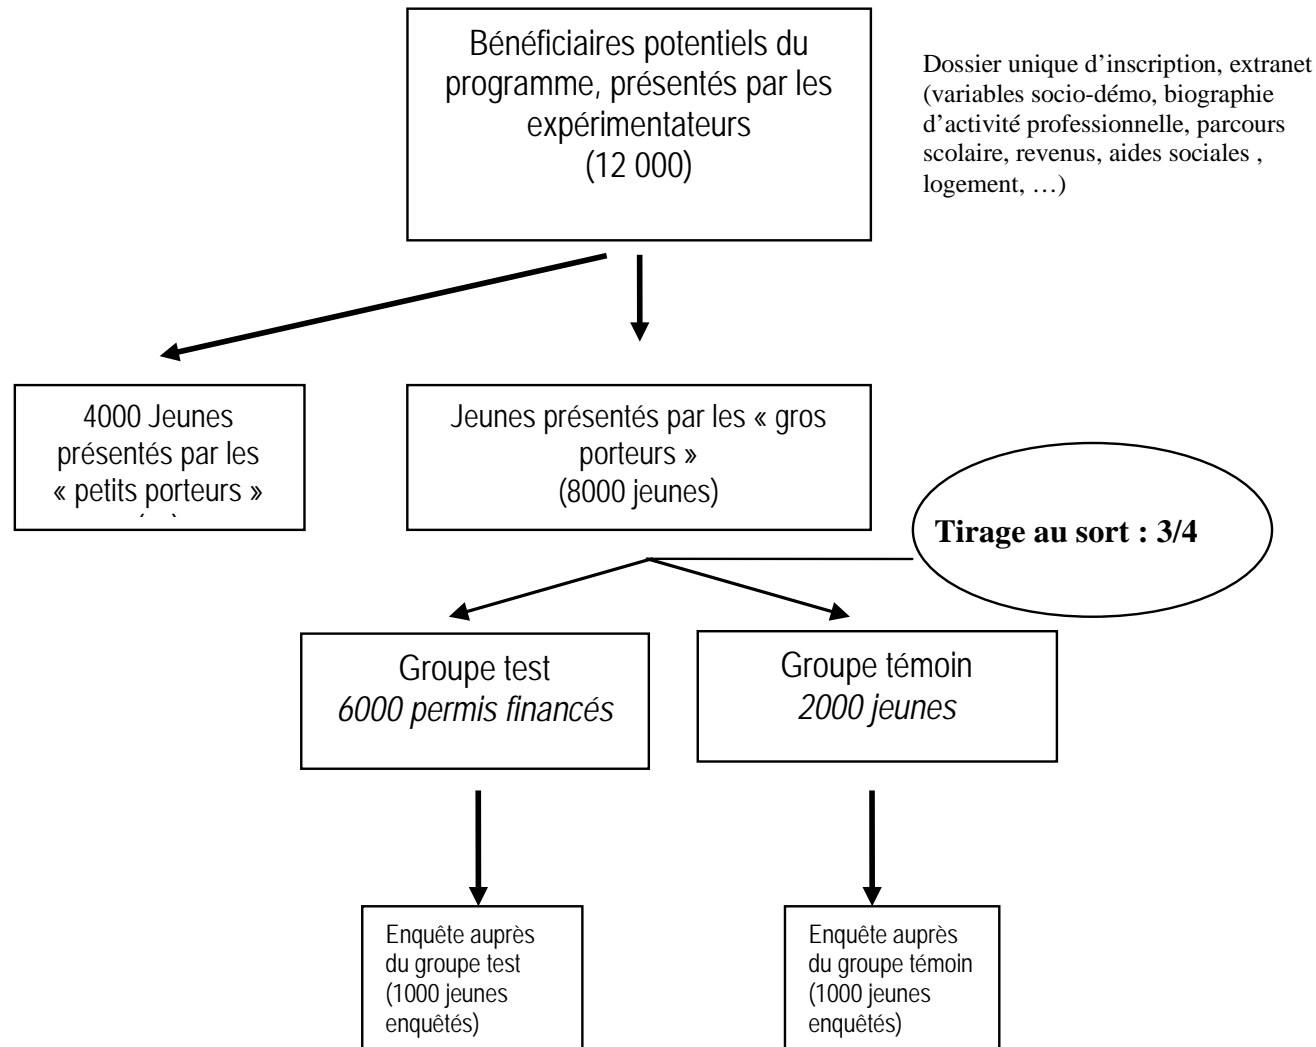 Bénéficiaires potentiels du
programme, présentés par les
expérimentateurs
(12 000)
Dossier unique d’inscription, extranet
(variables socio-démo, biographie
d’activité professionnelle, parcours
scolaire, revenus, aides sociales ,
logement, …)
4000 Jeunes
présentés par les
« petits porteurs »
Jeunes présentés par les « gros
porteurs »
(8000 jeunes)
Tirage au sort : 3/4
Groupe test
6000 permis financés
Groupe témoin
2000 jeunes
Enquête auprès
du groupe test
(1000 jeunes
enquêtés)
Enquête auprès
du groupe témoin
(1000 jeunes
enquêtés)